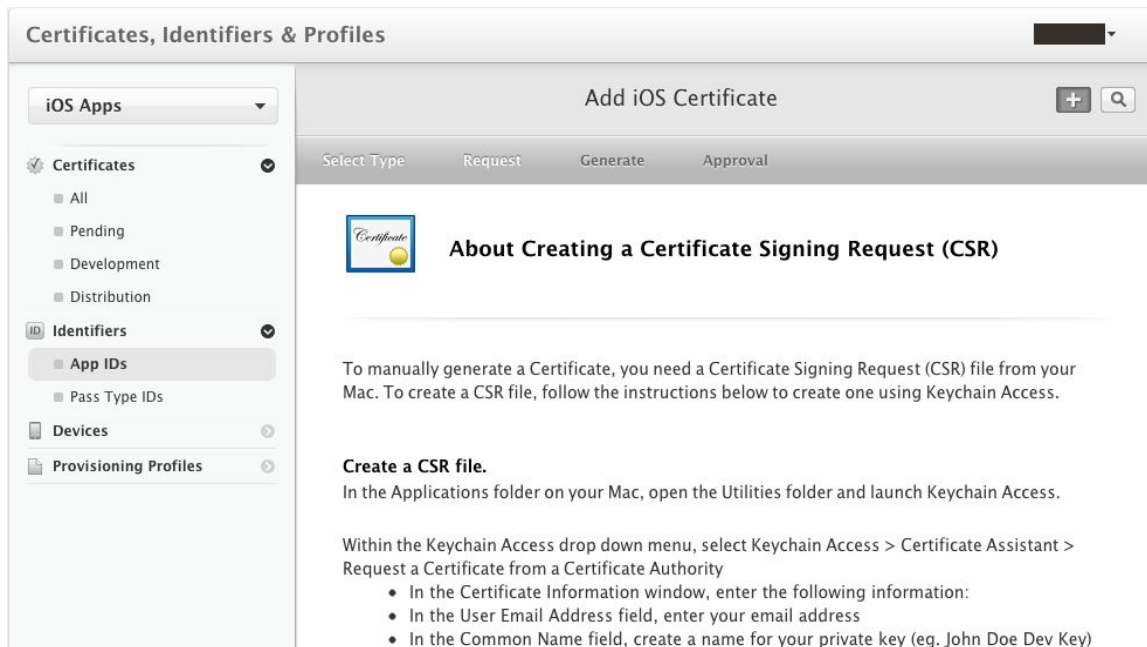 Certificates, Identifiers & Profiles
iOS Apps
Certificates
All
Pending
Development
Distribution
ID Identifiers
App IDs
Pass Type IDs
Devices
Provisioning Profiles
Add iOS Certificate
Select Type Request Generate Approval
Certificate
About Creating a Certificate Signing Request (CSR)
To manually generate a Certificate, you need a Certificate Signing Request (CSR) file from your
Mac. To create a CSR file, follow the instructions below to create one using Keychain Access.
Create a CSR file.
In the Applications folder on your Mac, open the Utilities folder and launch Keychain Access.
Within the Keychain Access drop down menu, select Keychain Access > Certificate Assistant >
Request a Certificate from a Certificate Authority
• In the Certificate Information window, enter the following information:
• In the User Email Address field, enter your email address
• In the Common Name field, create a name for your private key (eg. John Doe Dev Key)